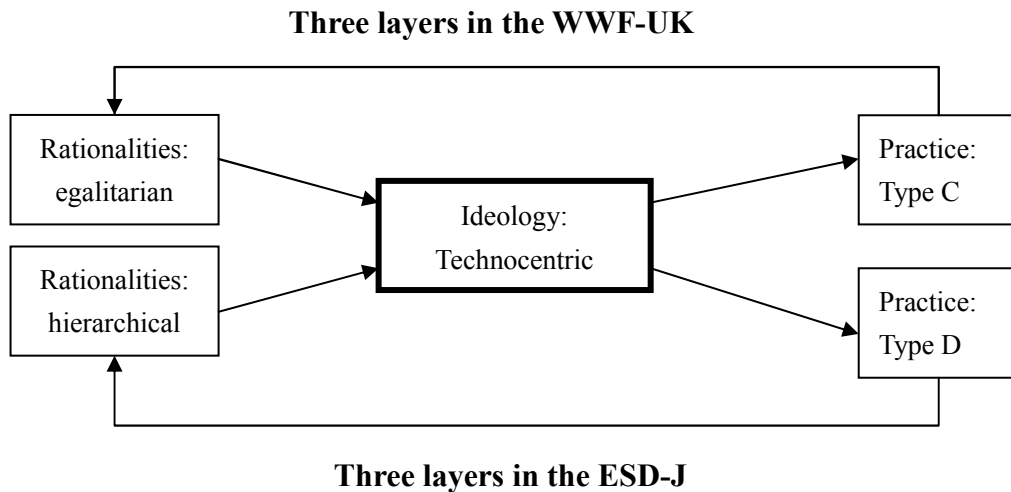 Three layers in the WWF-UK
Rationalities:
egalitarian
Rationalities:
hierarchical
Ideology:
Technocentric
Practice:
Type C
Practice:
Type D
Three layers in the ESD-J